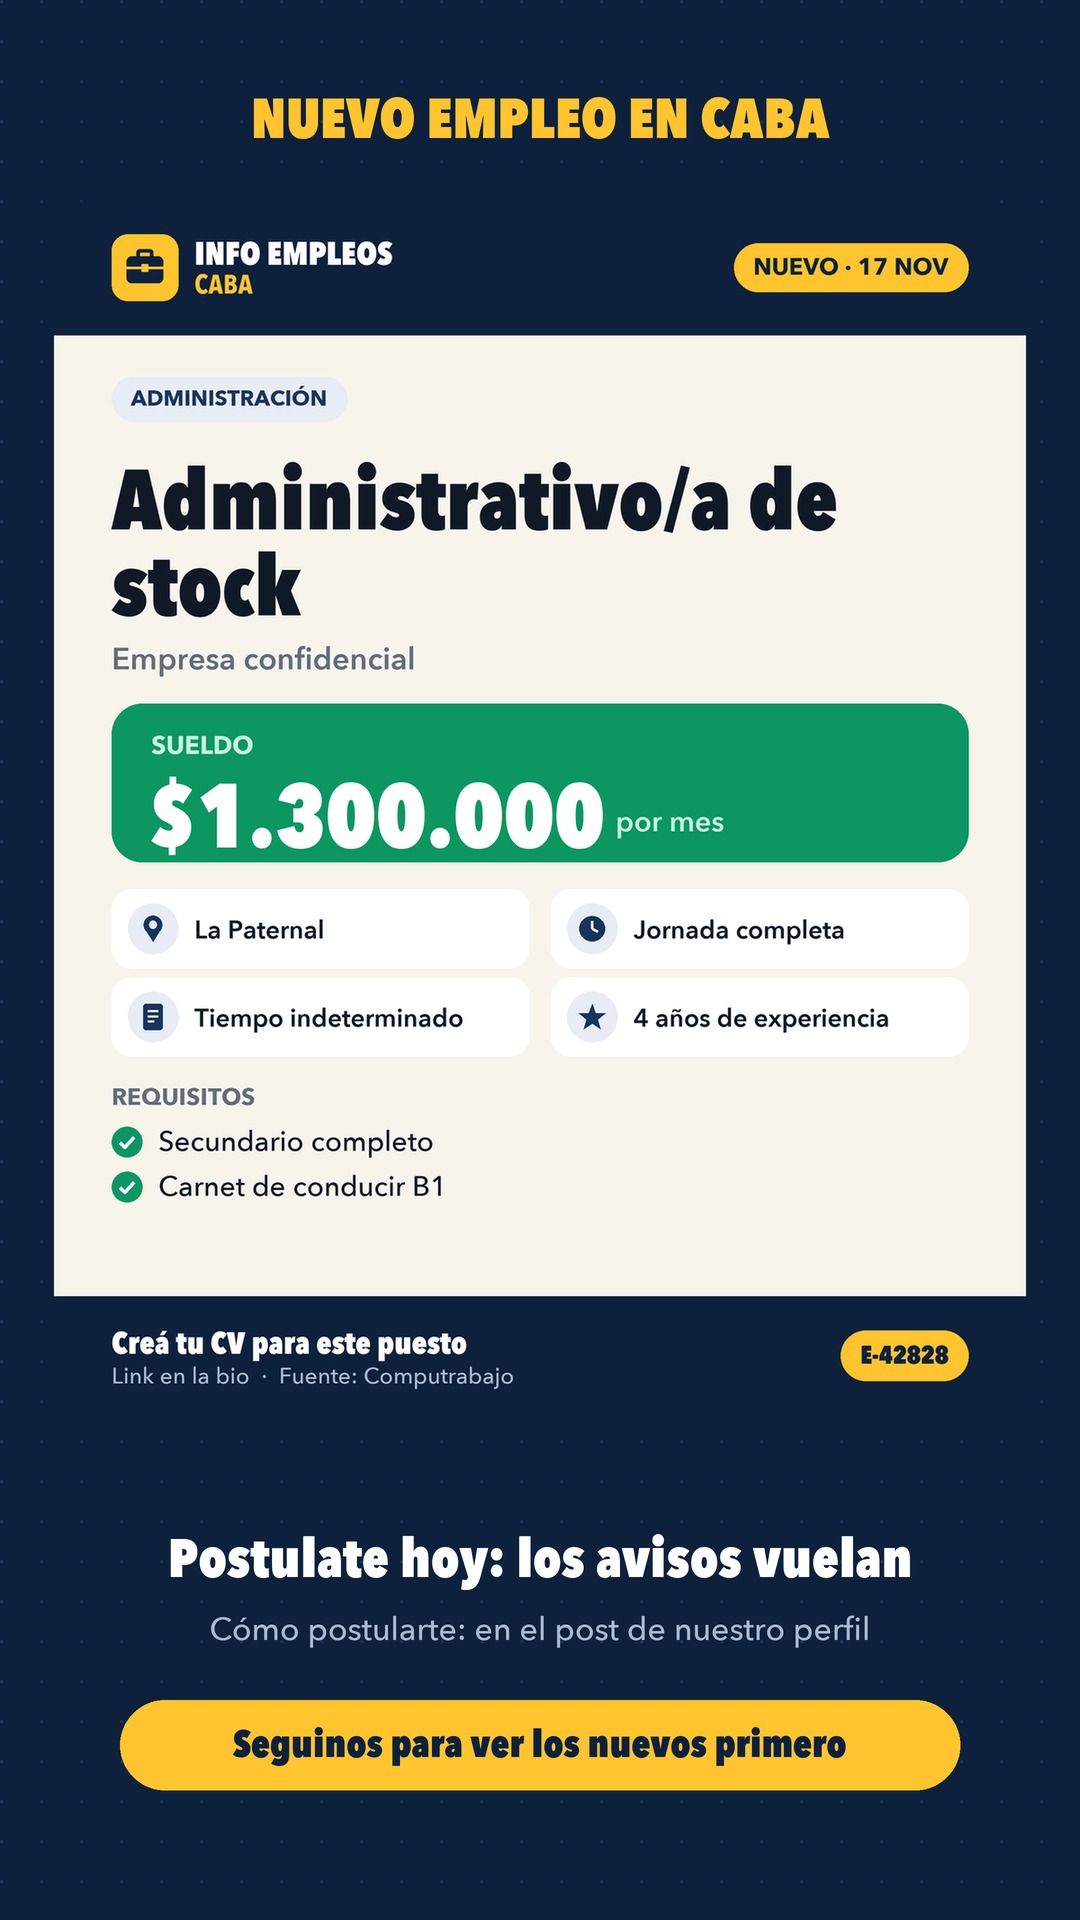 NUEVO EMPLEO EN CABA
INFO EMPLEOS
CABA
NUEVO · 17 NOV
ADMINISTRACIÓN
Administrativo/a de
stock
Empresa confidencial
SUELDO
$1.300.000 por mes
La Paternal
Jornada completa
Tiempo indeterminado
4 años de experiencia
REQUISITOS
Secundario completo
Carnet de conducir B1
Creá tu CV para este puesto
Link en la bio · Fuente: Computrabajo
E-42828
Postulate hoy: los avisos vuelan
Cómo postularte: en el post de nuestro perfil
Seguinos para ver los nuevos primero